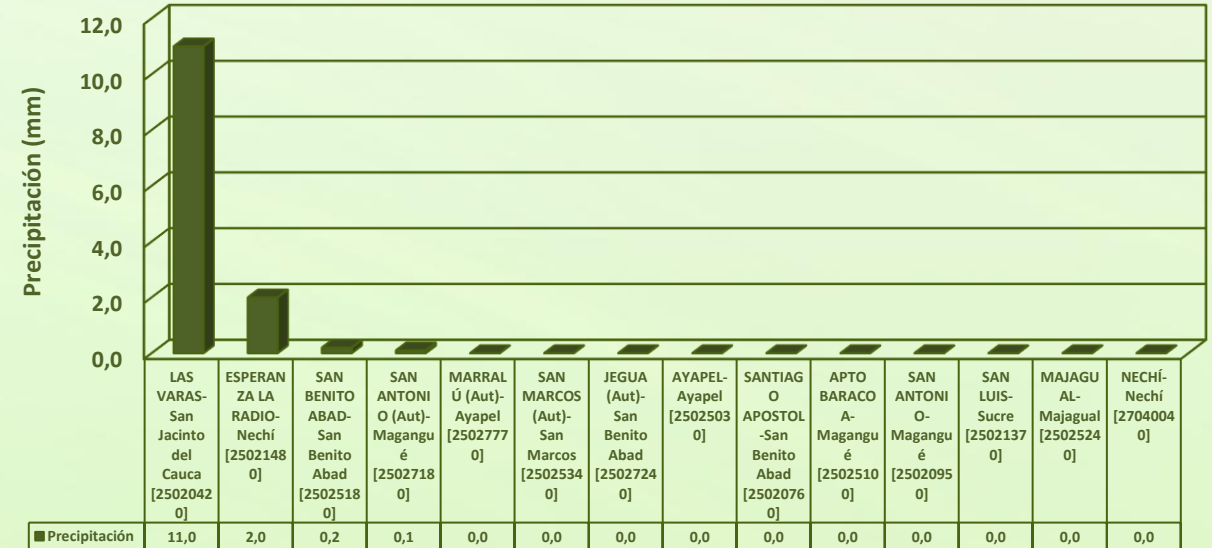 Precipitación (mm)
12,0
10,0
8,0
6,0
4,0
2,0
0,0
LAS
VARAS-
San
Jacinto
del
Cauca
[2502042
0]
ESPERAN
ZA LA
RADIO-
Nechí
[2502148
0]
SAN
BENITO
ABAD-
San
Benito
Abad
[2502518
0]
SAN
ANTONI
O (Aut)-
Magangu
é
[2502718
0]
MARRAL
Ú (Aut)-
Ayapel
[2502777
0]
SAN
MARCOS
(Aut)-
San
Marcos
[2502534
0]
JEGUA
(Aut)-
San
Benito
Abad
[2502724
0]
AYAPEL-
Ayapel
[2502503
0]
SANTIAG
O
APOSTOL
-San
Benito
Abad
[2502076
0]
APTO
BARACO
A-
Magangu
é
[2502510
0]
SAN
ANTONI
O-
Magangu
é
[2502095
0]
SAN
LUIS-
Sucre
[2502137
0]
MAJAGU
AL-
Majagual
[2502524
0]
NECHÍ-
Nechí
[2704004
0]
Precipitación 11,0 2,0 0,2 0,1 0,0 0,0 0,0 0,0 0,0 0,0 0,0 0,0 0,0 0,0